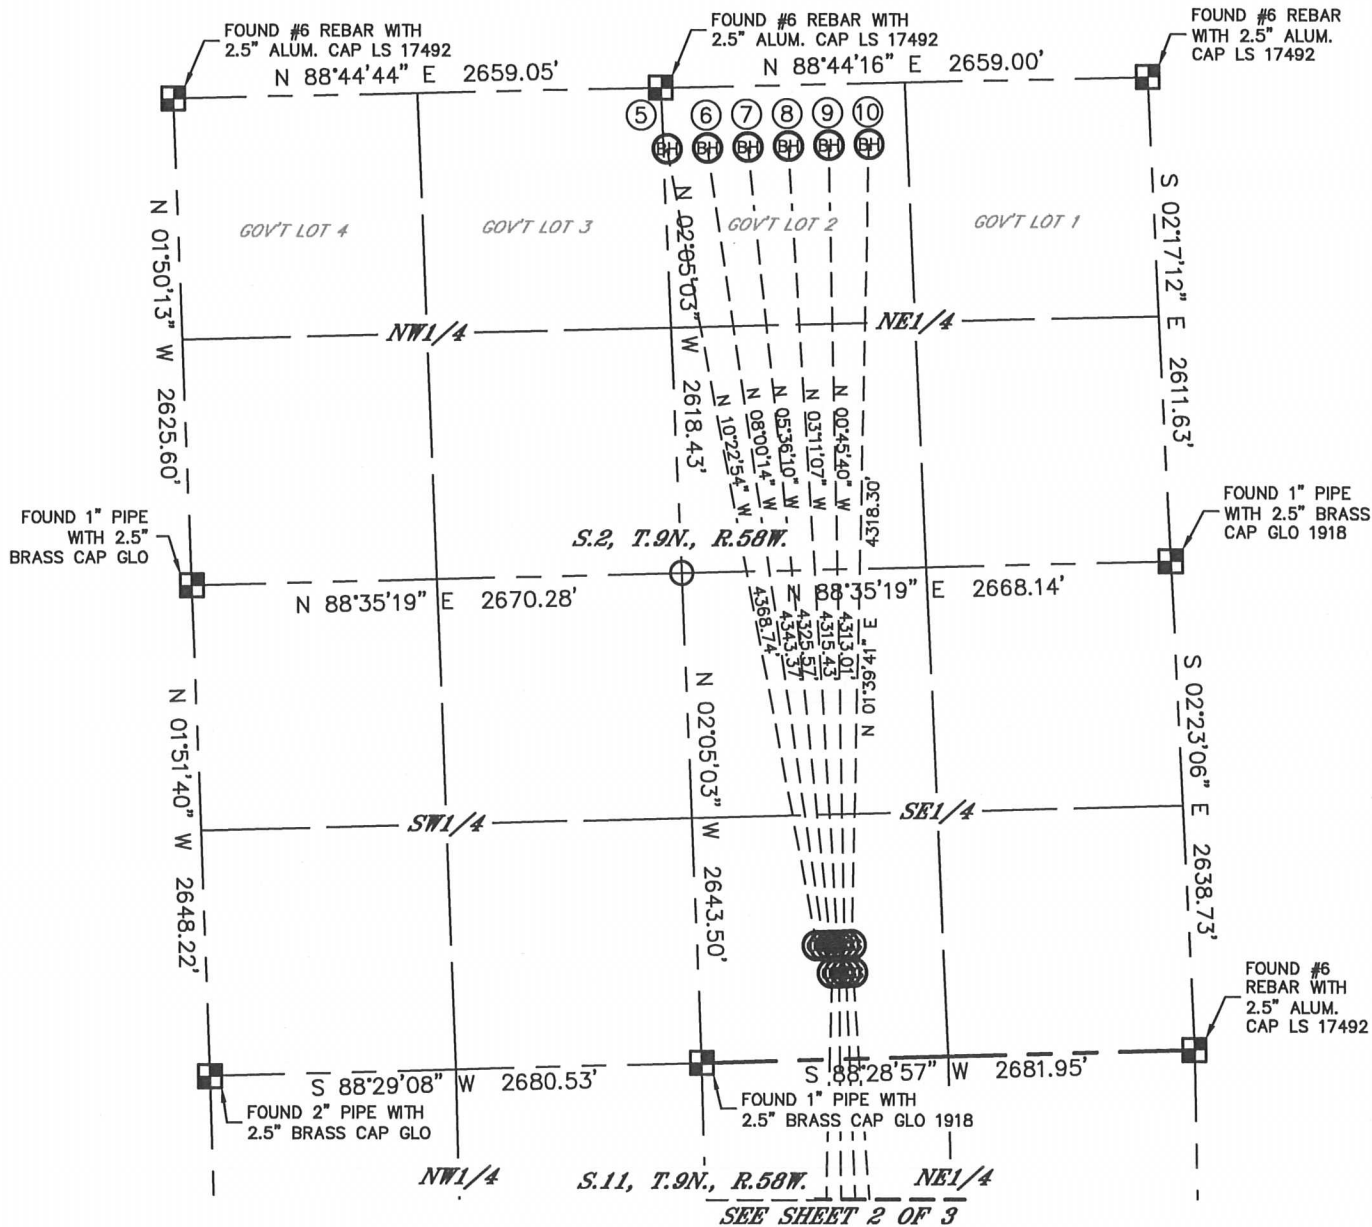 FOUND #6 REBAR WITH
2.5" ALUM. CAP LS 17492
FOUND #6 REBAR WITH
2.5" ALUM. CAP LS 17492
FOUND #6 REBAR
WITH 2.5" ALUM.
CAP LS 17492
N 88°44'44" E 2659.05'
N 88°44'16" E 2659.00'
5
6
7
8
9
10
BH
BH
BH
BH
BH
BH
GOV'T LOT 4
GOV'T LOT 3
GOV'T LOT 2
GOV'T LOT 1
N 01°50'13" W 2625.60'
N 02°05'03" W 2618.43'
S 02°17'12" E 2611.63'
NW1/4
NE1/4
N 10°22'54" W 4368.74'
N 08°00'14" W 4343.37'
N 05°36'10" W 4325.57'
N 03°11'07" W 4315.43'
N 00°45'40" W 4313.01'
N 01°39'41" E 4318.30'
FOUND 1" PIPE
WITH 2.5"
BRASS CAP GLO
S.2, T.9N., R.58W.
FOUND 1" PIPE
WITH 2.5" BRASS
CAP GLO 1918
N 88°35'19" E 2670.28'
N 88°35'19" E 2668.14'
N 01°51'40" W 2648.22'
N 02°05'03" W 2643.50'
S 02°23'06" E 2638.73'
SW1/4
SE1/4
FOUND #6
REBAR WITH
2.5" ALUM.
CAP LS 17492
S 88°29'08" W 2680.53'
S 88°28'57" W 2681.95'
FOUND 2" PIPE WITH
2.5" BRASS CAP GLO
FOUND 1" PIPE WITH
2.5" BRASS CAP GLO 1918
NW1/4
S.11, T.9N., R.58W.
NE1/4
SEE SHEET 2 OF 3